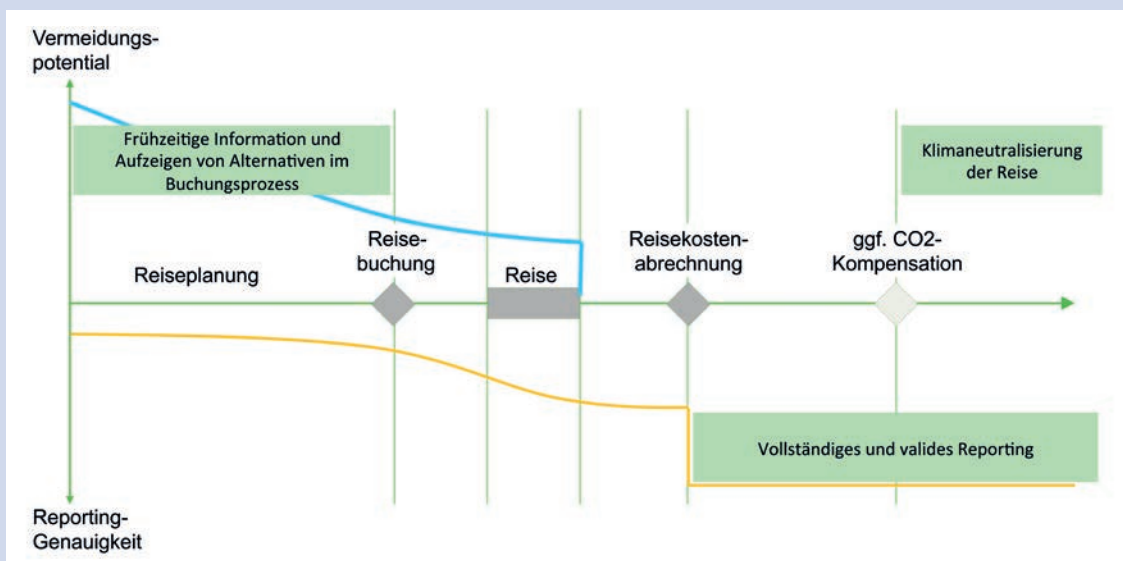 Vermeidungs-
potential
Frühzeitige Information und
Aufzeigen von Alternativen im
Buchungsprozess
Klimaneutralisierung
der Reise
Reiseplanung
Reise-
buchung
Reise
Reisekosten-
abrechnung
ggf. CO2-
Kompensation
Vollständiges und valides Reporting
Reporting-
Genauigkeit